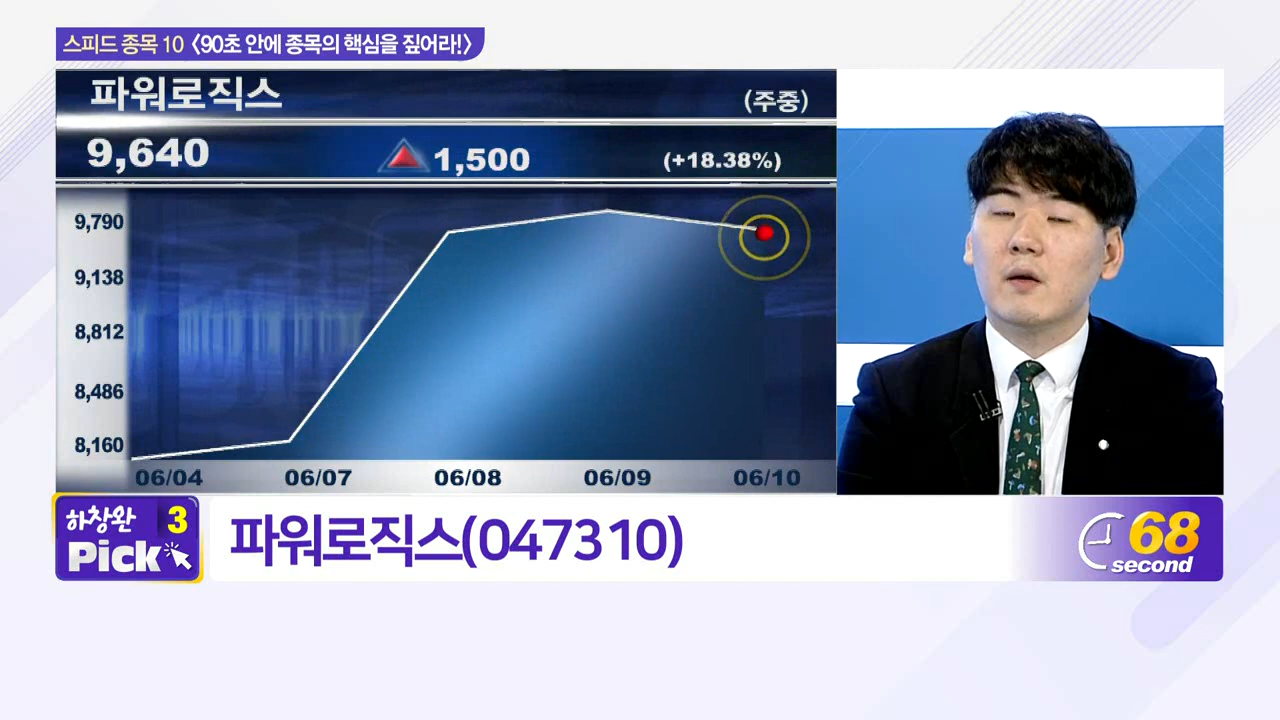 스피드 종목 10 <90초 안에 종목의 핵심을 짚어라!>
파워로직스
(주중)
9,640
1,500
(+18.38%)
9,790
9,138
8,812
8,486
8,160
06/04
06/07
06/08
06/09
06/10
하창완 3
Pick
파워로직스(047310)
68
second